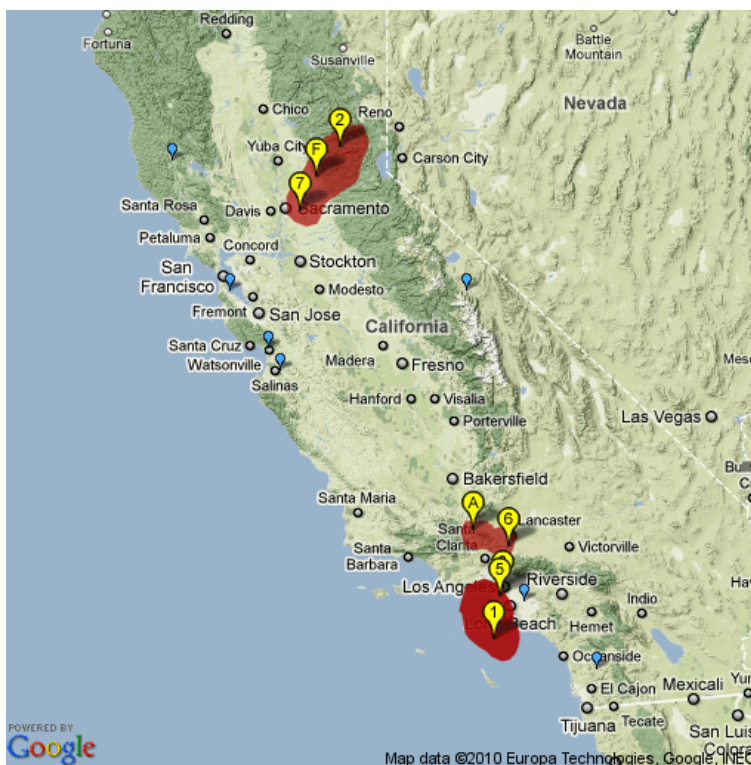 Redding
Fortuna
Susanville
Battle
Mountain
Nevada
Chico
Reno
2
Yuba City
F
Carson City
7
Santa Rosa
Davis
Sacramento
Petaluma
Concord
San
Francisco
Stockton
Modesto
Fremont
San Jose
California
Santa Cruz
Watsonville
Madera
Fresno
Salinas
Hanford
Visalia
Las Vegas
Porterville
Bakersfield
Santa Maria
A
6
Lancaster
Santa
Clarita
Victorville
Santa
Barbara
5
Los Angeles
Riverside
Indio
1
Beach
Hemet
Oceanside
El Cajon
Mexicali
Tijuana
Tecate
San Luis
POWERED BY
Google
Map data ©2010 Europa Technologies, Google, INEG